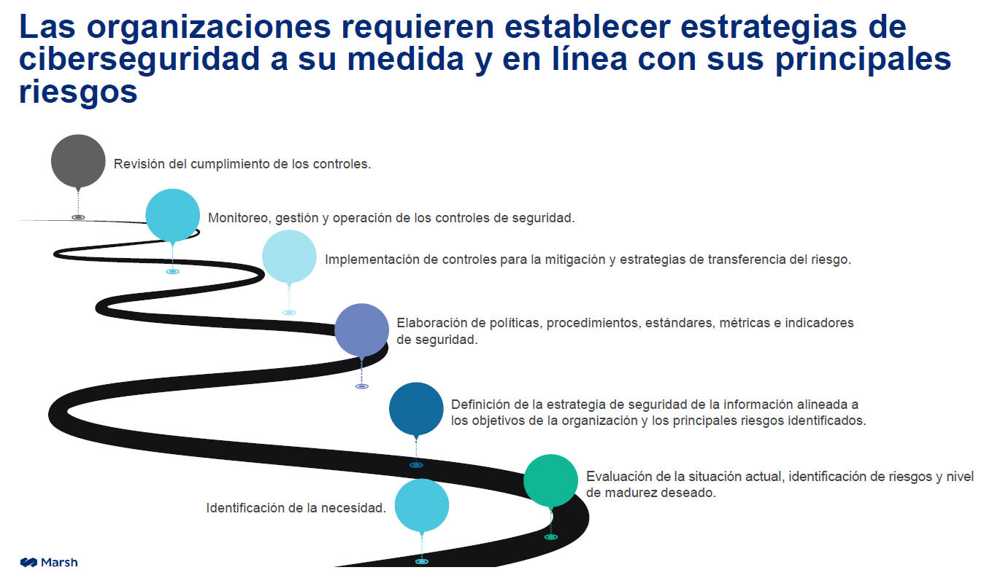 Las organizaciones requieren establecer estrategias de
ciberseguridad a su medida y en línea con sus principales
riesgos
Revisión del cumplimiento de los controles.
Monitoreo, gestión y operación de los controles de seguridad.
Implementación de controles para la mitigación y estrategias de transferencia del riesgo.
Elaboración de políticas, procedimientos, estándares, métricas e indicadores
de seguridad.
Definición de la estrategia de seguridad de la información alineada a
los objetivos de la organización y los principales riesgos identificados.
Evaluación de la situación actual, identificación de riesgos y nivel
de madurez deseado.
Identificación de la necesidad.
Marsh